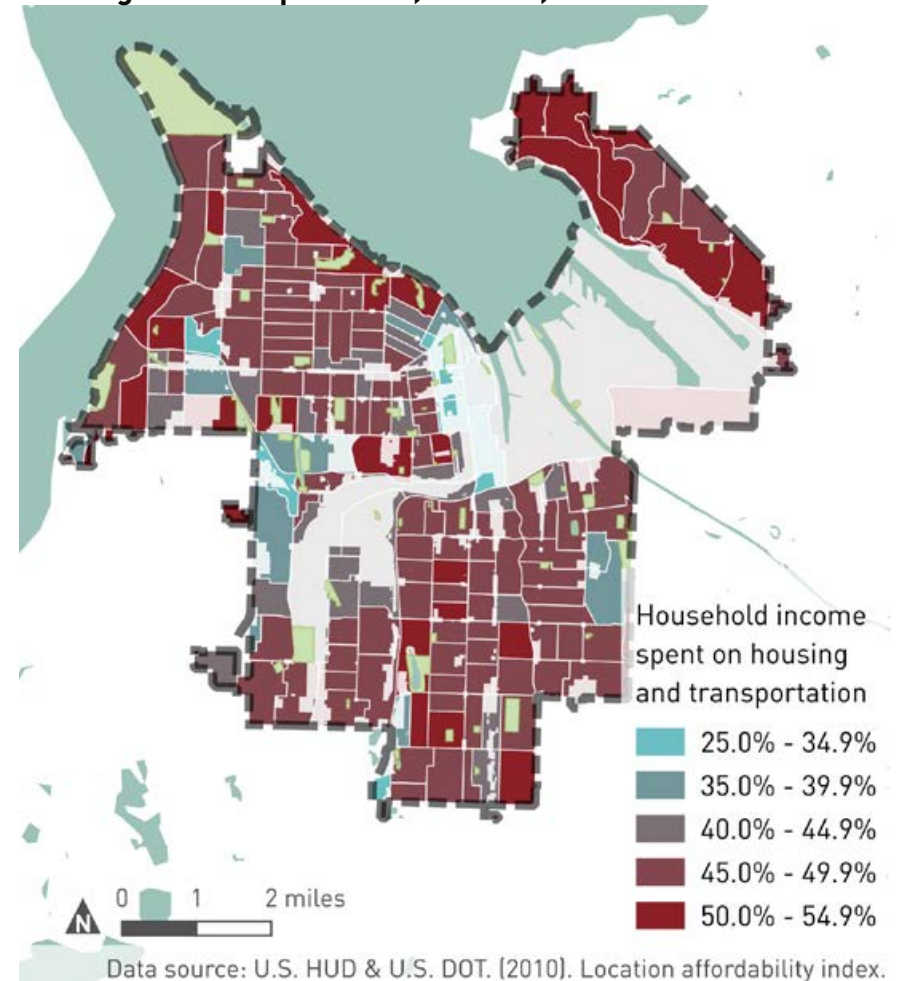 Household income
spent on housing
and transportation
25.0% - 34.9%
35.0% - 39.9%
40.0% - 44.9%
45.0% - 49.9%
50.0% - 54.9%
0 1 2 miles
N
Data source: U.S. HUD & U.S. DOT. (2010). Location affordability index.